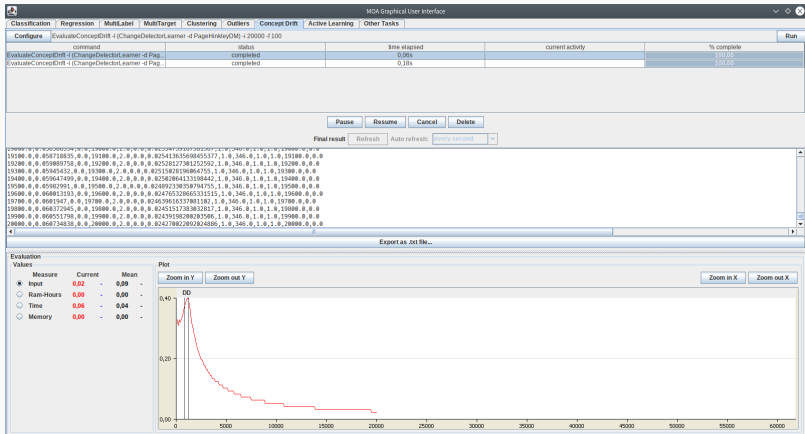 MOA Graphical User Interface
Classification Regression MultiLabel MultiTarget Clustering Outliers Concept Drift Active Learning Other Tasks
Configure EvaluateConceptDrift -l (ChangeDetectorLearner -d PageHinkleyDM) -i 20000 -f 100 Run
command status time elapsed current activity % complete
EvaluateConceptDrift -l (ChangeDetectorLearner -d Pag... completed 0,06s 100,00
EvaluateConceptDrift -l (ChangeDetectorLearner -d Pag... completed 0,18s 100,00
Pause Resume Cancel Delete
Final result Refresh Auto refresh: every second
19100.0,0.058718835,0.0,19100.0,2.0,0.0,0.025413635698455377,1.0,346.0,1.0,1.0,19100.0,0.0
19200.0,0.059089758,0.0,19200.0,2.0,0.0,0.02528127301252592,1.0,346.0,1.0,1.0,19200.0,0.0
19300.0,0.05945432,0.0,19300.0,2.0,0.0,0.02515028196064755,1.0,346.0,1.0,1.0,19300.0,0.0
19400.0,0.059647499,0.0,19400.0,2.0,0.0,0.02502064133198442,1.0,346.0,1.0,1.0,19400.0,0.0
19500.0,0.05982991,0.0,19500.0,2.0,0.0,0.024892330350794755,1.0,346.0,1.0,1.0,19500.0,0.0
19600.0,0.060013193,0.0,19600.0,2.0,0.0,0.024765328665331515,1.0,346.0,1.0,1.0,19600.0,0.0
19700.0,0.0601947,0.0,19700.0,2.0,0.0,0.024639616337081102,1.0,346.0,1.0,1.0,19700.0,0.0
19800.0,0.060372945,0.0,19800.0,2.0,0.0,0.02451517383032817,1.0,346.0,1.0,1.0,19800.0,0.0
19900.0,0.060551798,0.0,19900.0,2.0,0.0,0.02439198200203506,1.0,346.0,1.0,1.0,19900.0,0.0
20000.0,0.060734838,0.0,20000.0,2.0,0.0,0.024270022092024886,1.0,346.0,1.0,1.0,20000.0,0.0
Export as .txt file...
Evaluation
Values Plot
Measure Current Mean
Zoom in Y Zoom out Y Zoom in X Zoom out X
Input 0,02 - 0,09 -
Ram-Hours 0,00 - 0,00 -
Time 0,06 - 0,04 -
Memory 0,00 - 0,00 -
DD
0,40
0,20
0,00
0 5000 10000 15000 20000 25000 30000 35000 40000 45000 50000 55000 60000